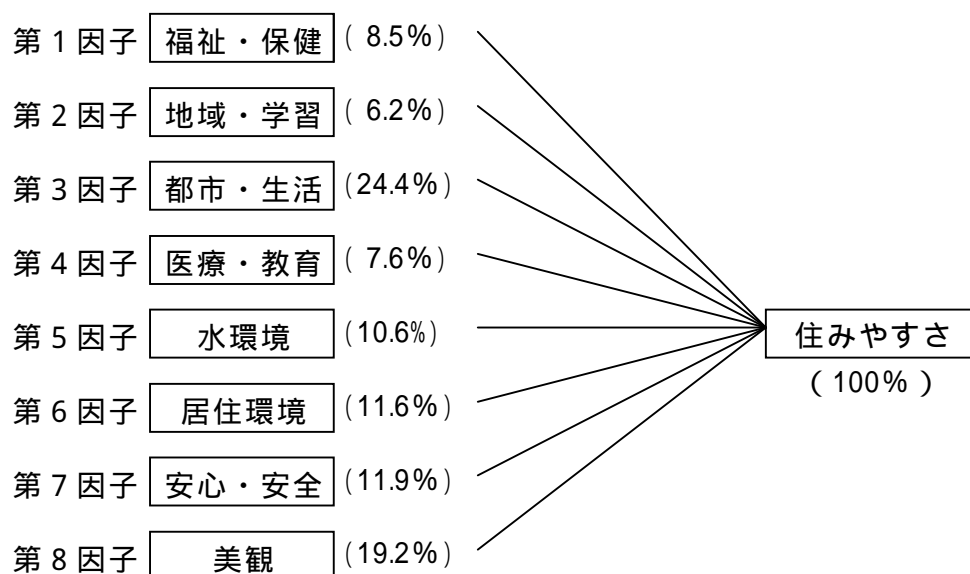 第1因子 福祉・保健 ( 8.5%)
第2因子 地域・学習 ( 6.2%)
第3因子 都市・生活 (24.4%)
第4因子 医療・教育 ( 7.6%)
第5因子 水環境 (10.6%)
住みやすさ
(100%)
第6因子 居住環境 (11.6%)
第7因子 安心・安全 (11.9%)
第8因子 美観 (19.2%)